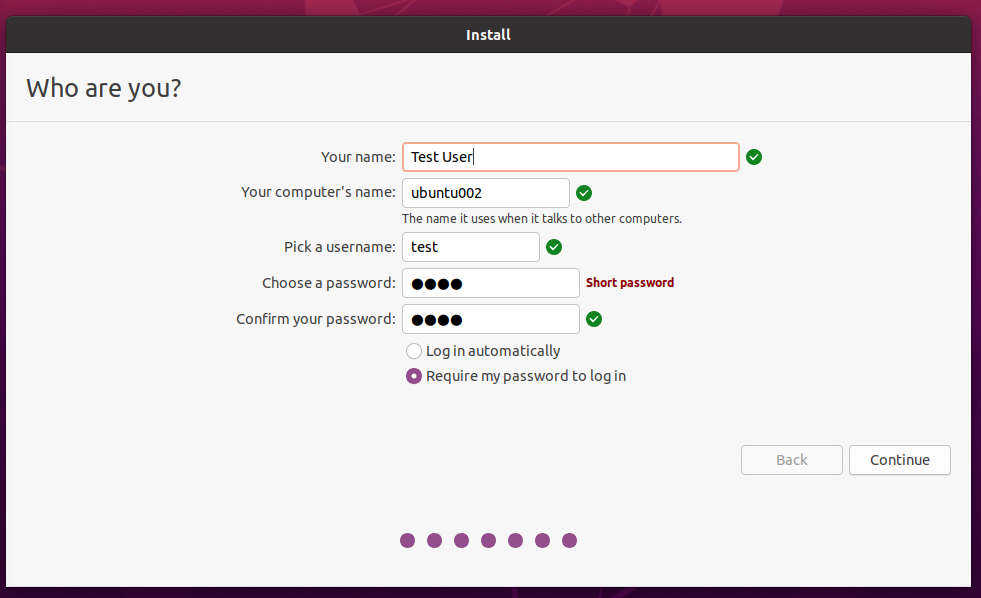 Install
Who are you?
Your name: Test User
Your computer's name: ubuntu002
The name it uses when it talks to other computers.
Pick a username: test
Choose a password: ●●●● Short password
Confirm your password: ●●●●
Log in automatically
Require my password to log in
Back Continue